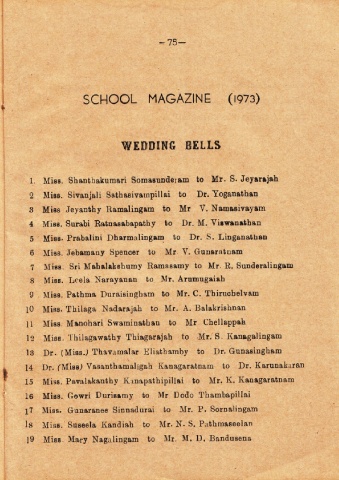 —75—
SCHOOL MAGAZINE (1973)
WEDDING BELLS
1. Miss. Shanthakumari Somasunderam to Mr. S. Jeyarajah
2 Miss. Sivanjali Sathasivampillai to Dr. Yoganathan
3 Miss Jeyanthy Ramalingam to Mr V. Namasivayam
4 Miss. Surabi Ratnasabapathy to Dr. M. Viswanathan
5 Miss. Prabalini Dharmalingam to Dr. S. Linganathan
6 Miss. Jebamany Spencer to Mr V. Gunaratnam
7 Miss. Sri Mahalakshumy Ramasamy to Mr. R. Sunderalingam
8 Miss. Leela Narayanan to Mr. Arumugaiah
9 Miss. Pathma Duraisingham to Mr. C. Thiruchelvam
10 Miss. Thilaga Nadarajah to Mr. A. Balakrishnan
11 Miss. Manohari Swaminathan to Mr Chellappah
12 Miss. Thilagawathy Thiagarajah to Mr. S. Kanagalingam
13 Dr. (Miss.) Thavamalar Eliathamby to Dr. Gunasingham
14 Dr. (Miss.) Vasanthamaligah Kanagaratnam to Dr. Karunakaran
15 Miss. Pavalakanthy Kanapathipillai to Mr. K. Kanagaratnam
16 Miss. Gowri Durisamy to Mr Dodo Thambapillai
17 Miss. Gunaranee Sinnadurai to Mr. P. Sornalingam
18 Miss. Suseela Kandiah to Mr. N. S. Pathmaseelan
19 Miss. Mary Nagalingam to Mr. M. D. Bandusena